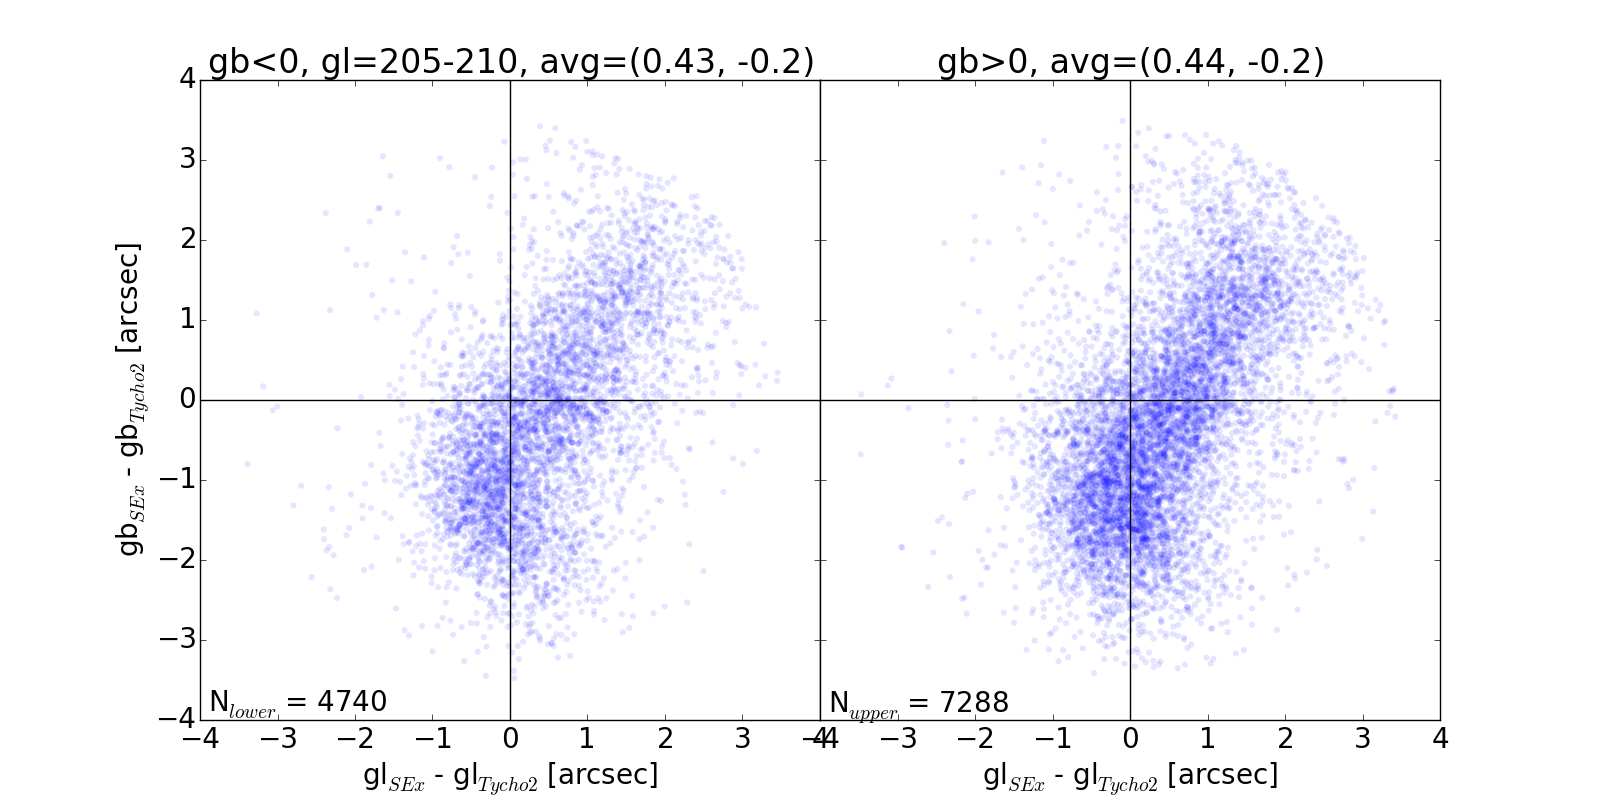 gb<0, gl=205-210, avg=(0.43, -0.2)
gb>0, avg=(0.44, -0.2)
4
3
2
1
0
−1
−2
−3
−4
gb_SEx - gb_Tycho2 [arcsec]
N_lower = 4740
N_upper = 7288
−4 −3 −2 −1 0 1 2 3 4
−4 −3 −2 −1 0 1 2 3 4
gl_SEx - gl_Tycho2 [arcsec]
gl_SEx - gl_Tycho2 [arcsec]